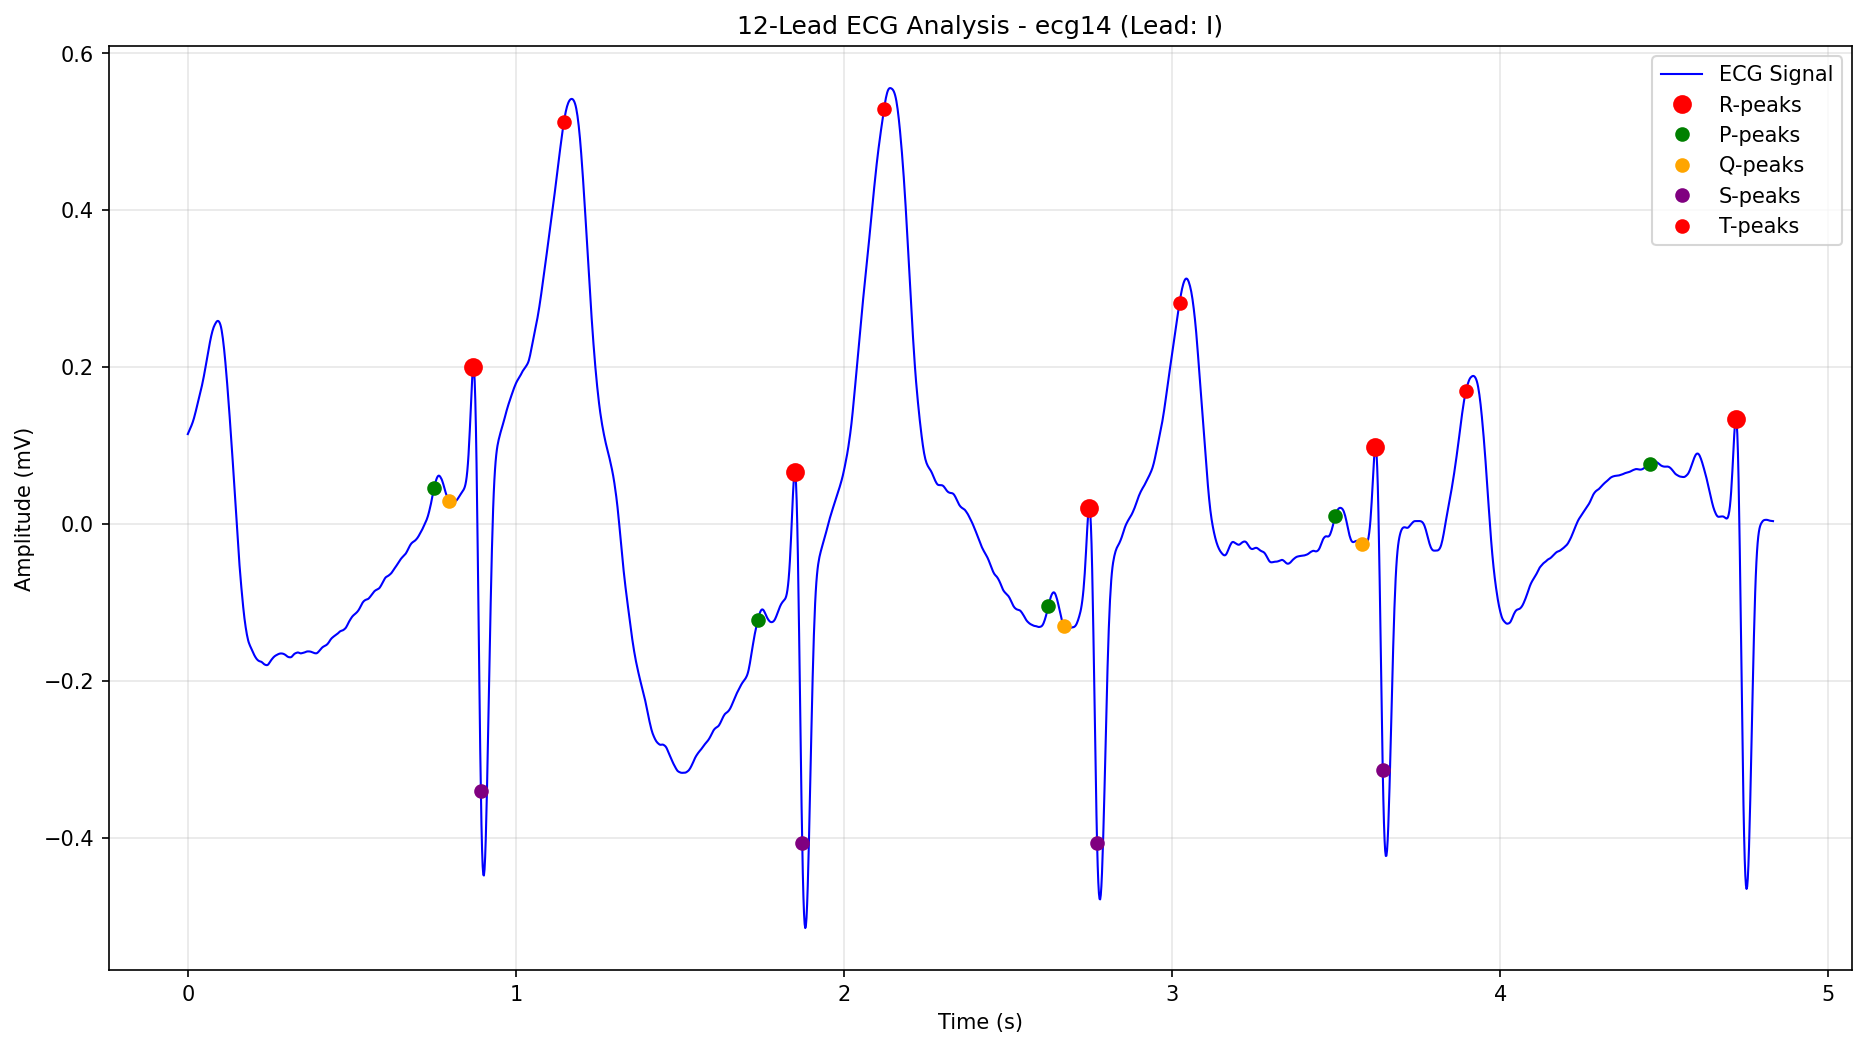 12-Lead ECG Analysis - ecg14 (Lead: I)
ECG Signal
R-peaks
P-peaks
Q-peaks
S-peaks
T-peaks
Amplitude (mV)
0.6
0.4
0.2
0.0
−0.2
−0.4
0 1 2 3 4 5
Time (s)